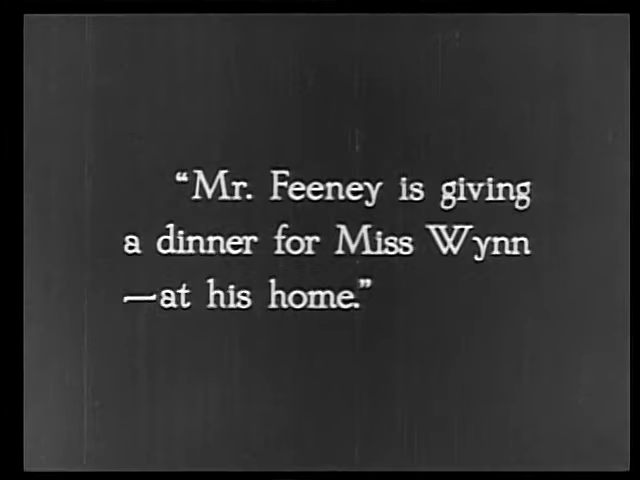 “Mr. Feeney is giving
a dinner for Miss Wynn
—at his home.”